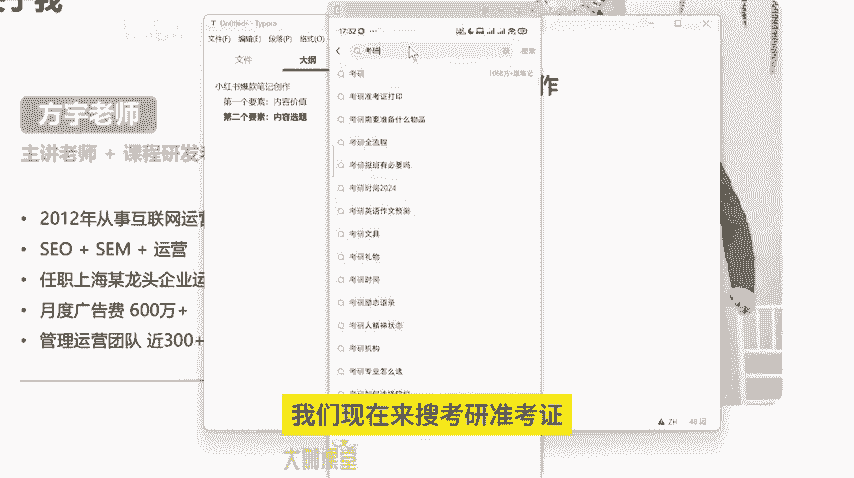 于我
方宇老师
主讲老师 + 课程研发
• 2012年从事互联网运营
• SEO + SEM + 运营
• 任职上海某龙头企业运
• 月度广告费 600万+
• 管理运营团队 近300+
T Untitled - Typora
文件(F) 编辑(E) 段落(P) 格式(O)
文件 大纲
小红书爆款笔记创作
第一个要素：内容价值
第二个要素：内容选题
作
17:32
考研 搜索
考研
考研准考证打印
考研需要准备什么物品
考研全流程
考研报班有必要吗
考研时间2024
考研英语作文预测
考研文具
考研礼物
考研时间
考研励志语录
考研人精神状态
考研机构
考研专业怎么选
我们现在来搜考研准考证
ZH 48 词